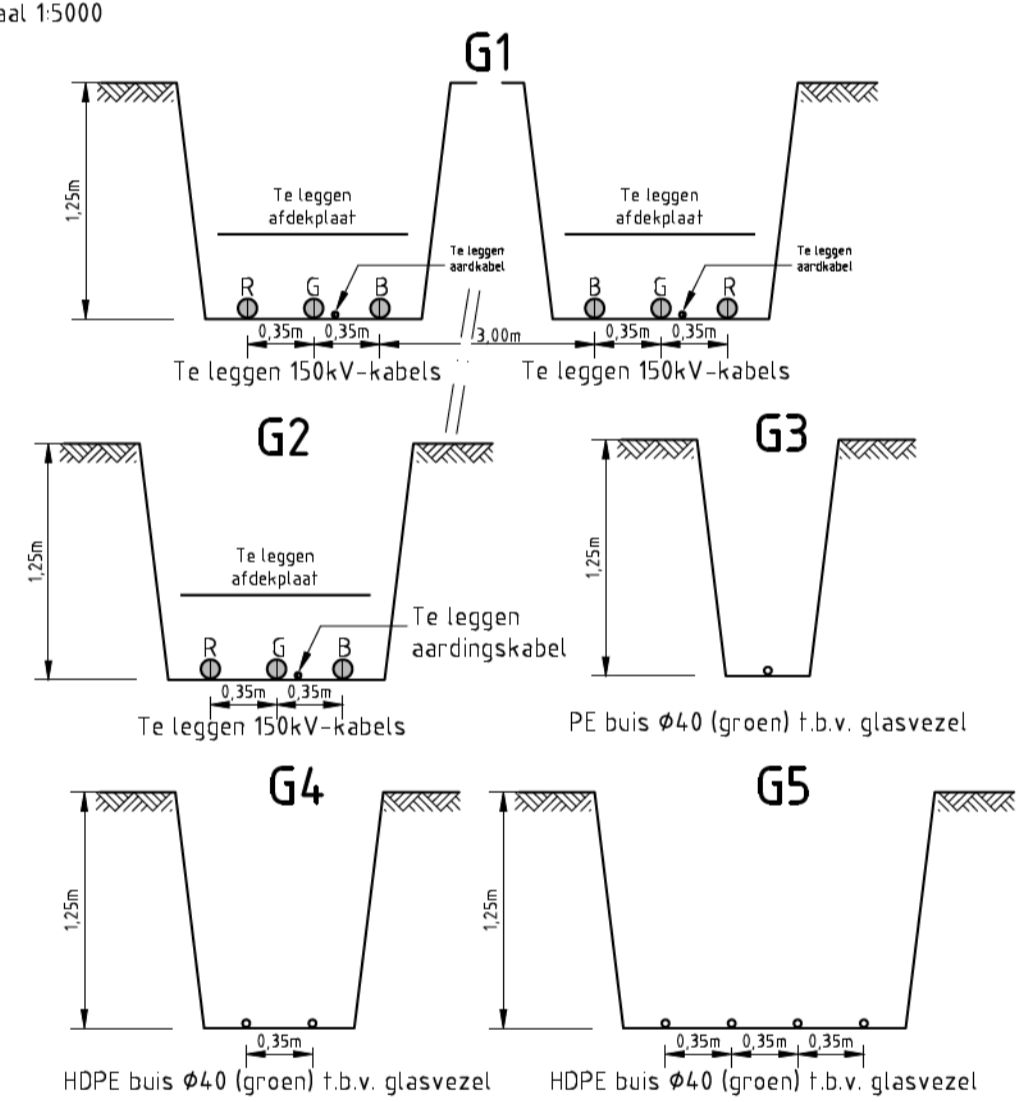 aal 1:5000
G1
1,25m
Te leggen
afdekplaat
Te leggen
aardkabel
R G B
0,35m 0,35m
Te leggen 150kV-kabels
3,00m
Te leggen
afdekplaat
Te leggen
aardkabel
B G R
0,35m 0,35m
Te leggen 150kV-kabels
G2
1,25m
Te leggen
afdekplaat
Te leggen
aardingskabel
R G B
0,35m 0,35m
Te leggen 150kV-kabels
G3
1,25m
PE buis Ø40 (groen) t.b.v. glasvezel
G4
1,25m
0,35m
HDPE buis Ø40 (groen) t.b.v. glasvezel
G5
1,25m
0,35m 0,35m 0,35m
HDPE buis Ø40 (groen) t.b.v. glasvezel